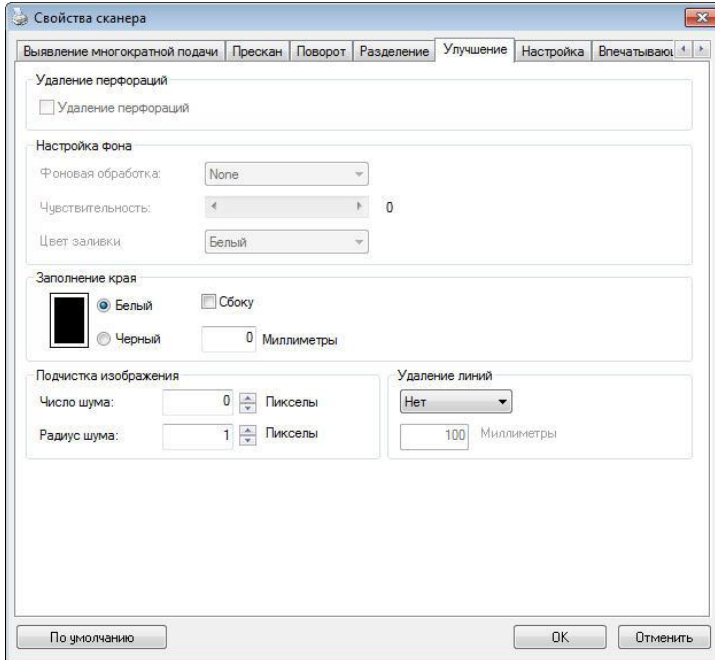 Свойства сканера
Выявление многократной подачи Прескан Поворот Разделение Улучшение Настройка
Удаление перфораций
Удаление перфораций
Настройка фона
Фоновая обработка: None
Чувствительность: 0
Цвет заливки Белый
Заполнение края
Белый Сбоку
Черный 0 Миллиметры
Подчистка изображения Удаление линий
Число шума: 0 Пикселы Нет
Радиус шума: 1 Пикселы 100 Миллиметры
По умолчанию OK Отменить